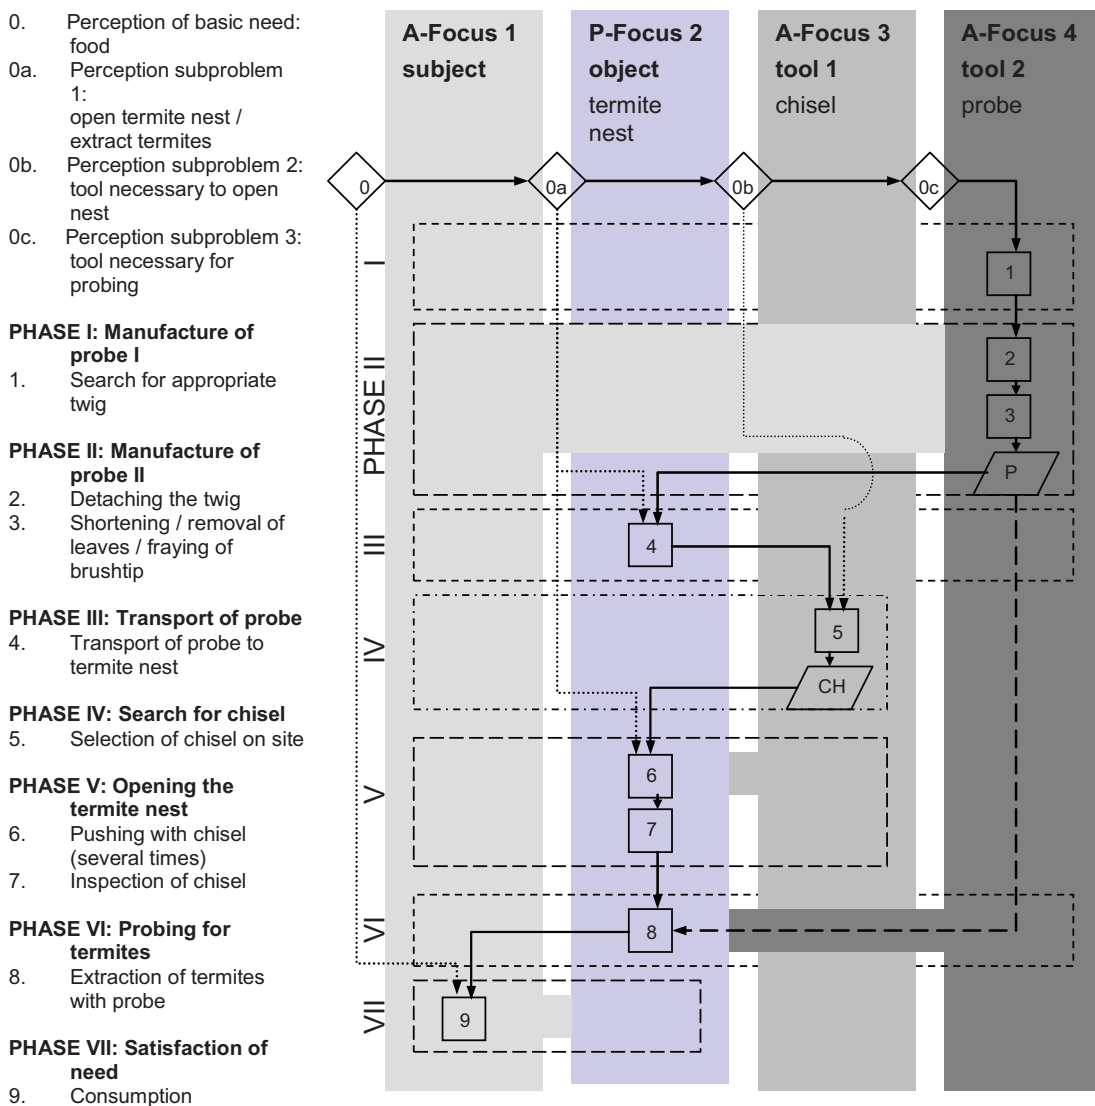 0. Perception of basic need:
food
0a. Perception subproblem
1:
open termite nest /
extract termites
0b. Perception subproblem 2:
tool necessary to open
nest
0c. Perception subproblem 3:
tool necessary for
probing
PHASE I: Manufacture of
probe I
1. Search for appropriate
twig
PHASE II: Manufacture of
probe II
2. Detaching the twig
3. Shortening / removal of
leaves / fraying of
brushtip
PHASE III: Transport of probe
4. Transport of probe to
termite nest
PHASE IV: Search for chisel
5. Selection of chisel on site
PHASE V: Opening the
termite nest
6. Pushing with chisel
(several times)
7. Inspection of chisel
PHASE VI: Probing for
termites
8. Extraction of termites
with probe
PHASE VII: Satisfaction of
need
9. Consumption
A-Focus 1
subject
P-Focus 2
object
termite
nest
A-Focus 3
tool 1
chisel
A-Focus 4
tool 2
probe
0
0a
0b
0c
I
1
PHASE II
2
3
P
III
4
IV
5
CH
V
6
7
VI
8
VII
9